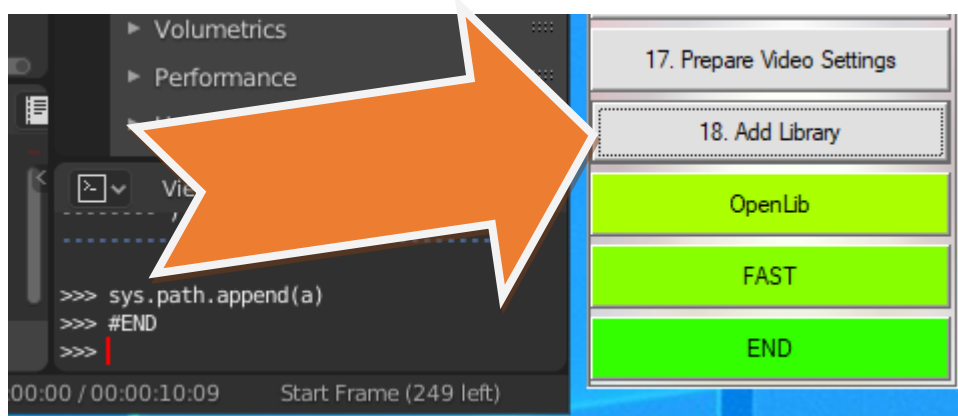 Volumetrics
Performance
>>> sys.path.append(a)
>>> #END
>>>
:00:00 / 00:00:10:09 Start Frame (249 left)
17. Prepare Video Settings
18. Add Library
OpenLib
FAST
END